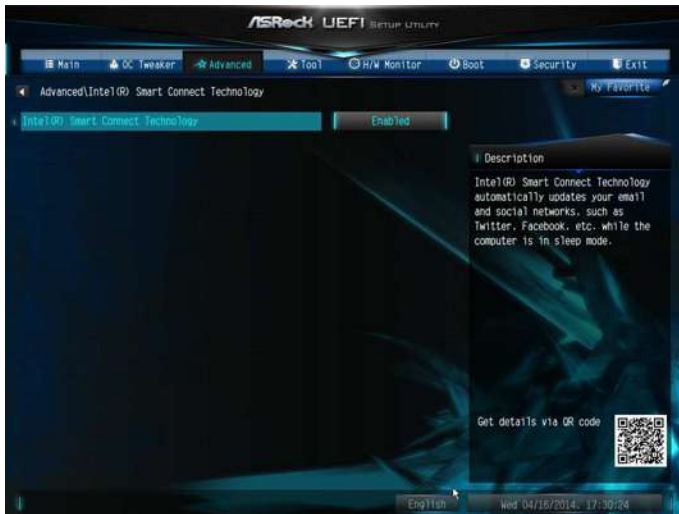 ASRock UEFI SETUP UTILITY
Main OC Tweaker Advanced Tool H/W Monitor Boot Security Exit
Advanced\Intel(R) Smart Connect Technology
My Favorite
Intel(R) Smart Connect Technology Enabled
Description
Intel(R) Smart Connect Technology
automatically updates your email
and social networks, such as
Twitter, Facebook, etc. while the
computer is in sleep mode.
Get details via QR code
English Wed 04/16/2014, 17:30:24